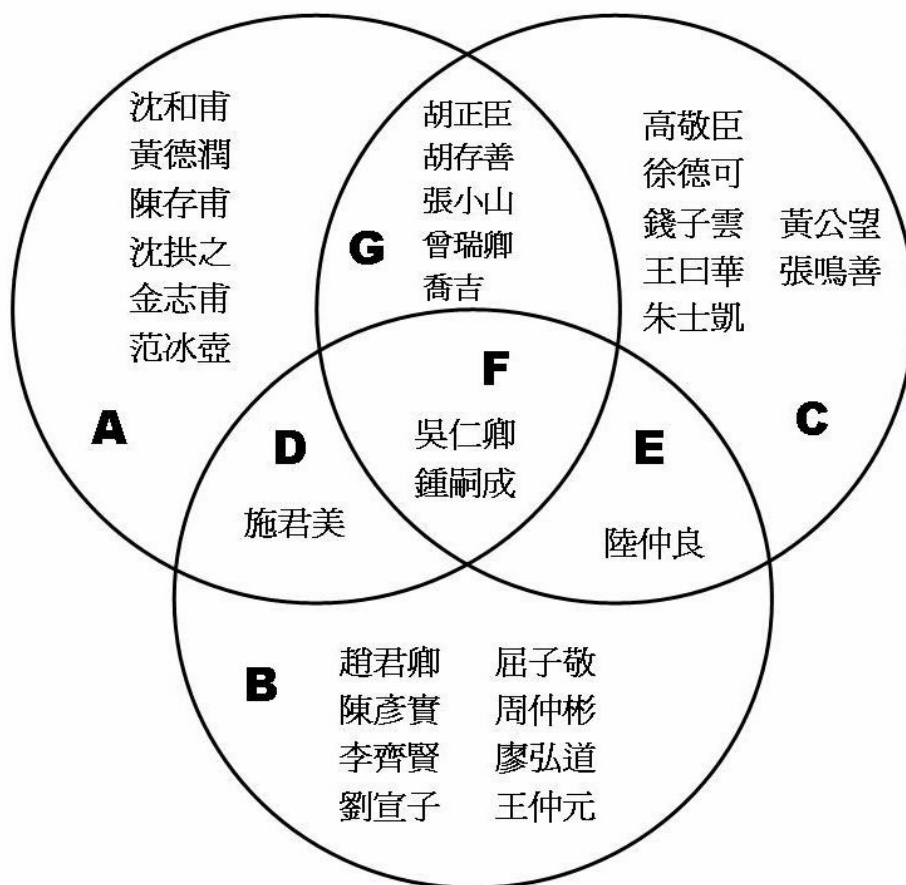 沈和甫
黃德潤
陳存甫
沈拱之
金志甫
范冰壺
A
胡正臣
胡存善
張小山
曾瑞卿
喬吉
G
高敬臣
徐德可
錢子雲 黃公望
王曰華 張鳴善
朱士凱
C
F
吳仁卿
鍾嗣成
D
施君美
E
陸仲良
B
趙君卿 屈子敬
陳彥實 周仲彬
李齊賢 廖弘道
劉宣子 王仲元